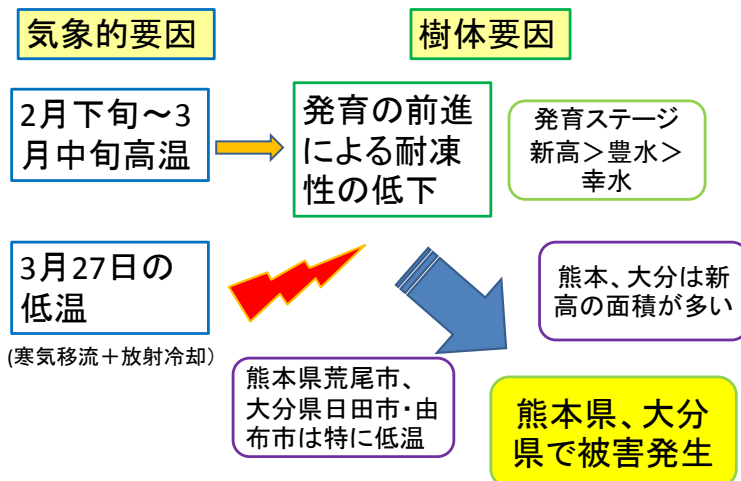 気象的要因
樹体要因
2月下旬～3
月中旬高温
発育の前進
による耐凍
性の低下
発育ステージ
新高＞豊水＞
幸水
3月27日の
低温
(寒気移流＋放射冷却）
熊本、大分は新
高の面積が多い
熊本県荒尾市、
大分県日田市・由
布市は特に低温
熊本県、大分
県で被害発生